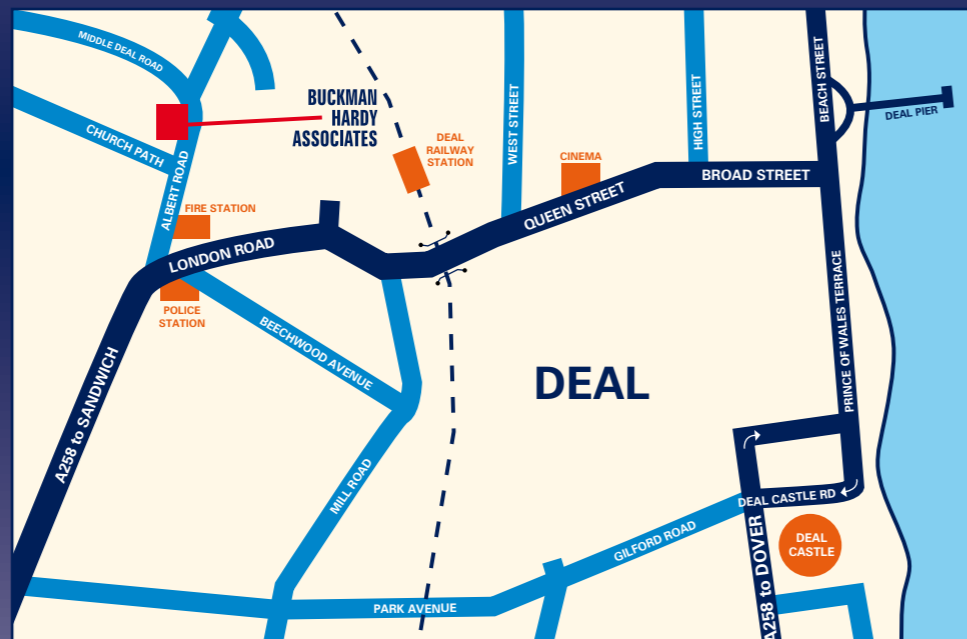 MIDDLE DEAL ROAD
BUCKMAN
HARDY
ASSOCIATES
CHURCH PATH
ALBERT ROAD
FIRE STATION
DEAL
RAILWAY
STATION
WEST STREET
CINEMA
HIGH STREET
BEACH STREET
DEAL PIER
LONDON ROAD
QUEEN STREET
BROAD STREET
POLICE
STATION
BEECHWOOD AVENUE
A258 to SANDWICH
DEAL
PRINCE OF WALES TERRACE
MILL ROAD
DEAL CASTLE RD
GILFORD ROAD
DEAL
CASTLE
A258 to DOVER
PARK AVENUE